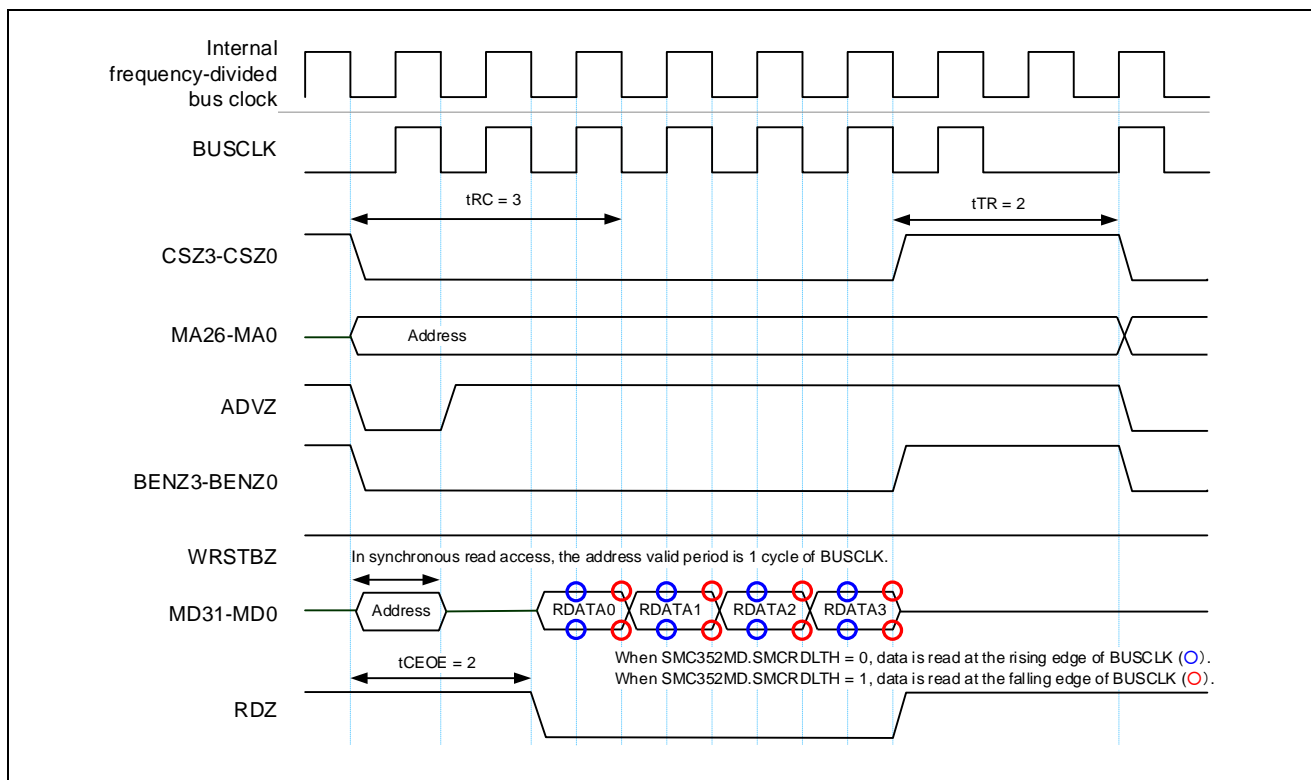 Internal
frequency-divided
bus clock
BUSCLK
tRC = 3
tTR = 2
CSZ3-CSZ0
MA26-MA0
Address
ADVZ
BENZ3-BENZ0
WRSTBZ
In synchronous read access, the address valid period is 1 cycle of BUSCLK.
MD31-MD0
Address
RDATA0
RDATA1
RDATA2
RDATA3
tCEOE = 2
When SMC352MD.SMCRDLTH = 0, data is read at the rising edge of BUSCLK (○).
When SMC352MD.SMCRDLTH = 1, data is read at the falling edge of BUSCLK (○).
RDZ